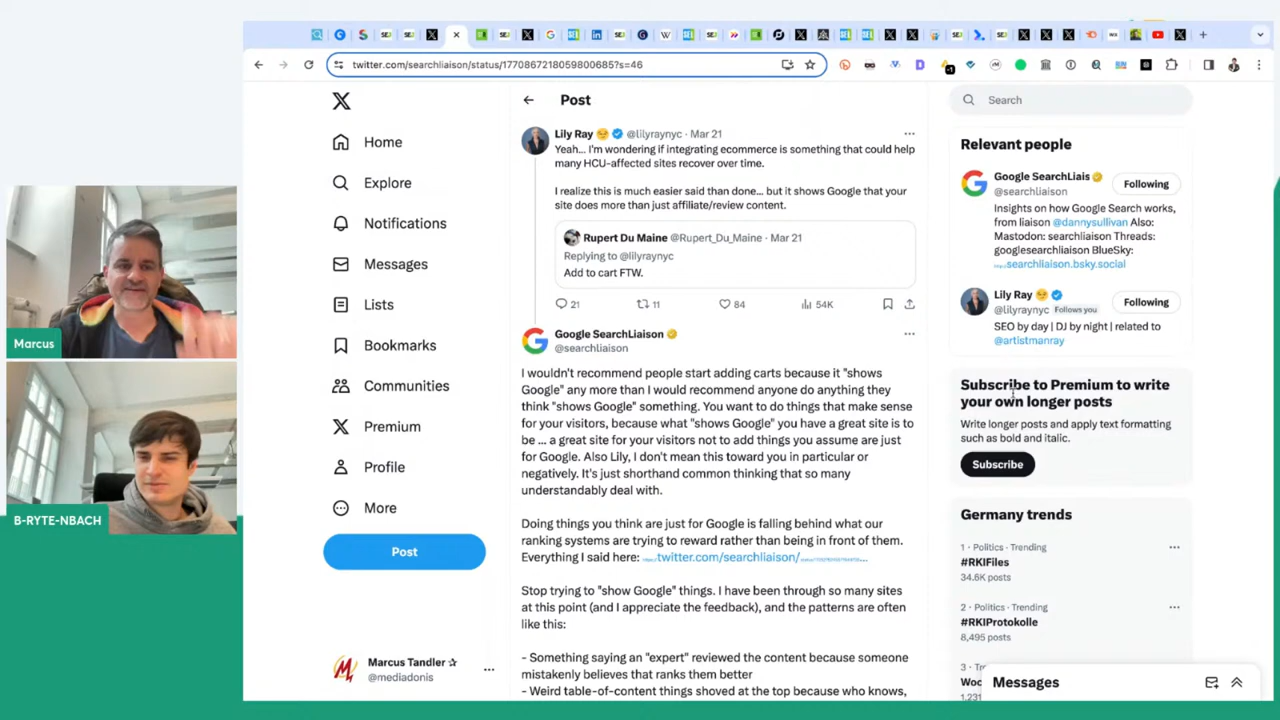 twitter.com/searchliaison/status/1770867218059800685?s=46
Home
Explore
Notifications
Messages
Lists
Bookmarks
Communities
Premium
Profile
More
Post
Marcus Tandler ☆
@mediadonis
Marcus
B-RYTE-NBACH
Post
Lily Ray @lilyraynyc · Mar 21
Yeah... I'm wondering if integrating ecommerce is something that could help
many HCU-affected sites recover over time.
I realize this is much easier said than done... but it shows Google that your
site does more than just affiliate/review content.
Rupert Du Maine @Rupert_Du_Maine · Mar 21
Replying to @lilyraynyc
Add to cart FTW.
21
11
84
54K
Google SearchLiaison
@searchliaison
I wouldn't recommend people start adding carts because it "shows
Google" any more than I would recommend anyone do anything they
think "shows Google" something. You want to do things that make sense
for your visitors, because what "shows Google" you have a great site is to
be ... a great site for your visitors not to add things you assume are just
for Google. Also Lily, I don't mean this toward you in particular or
negatively. It's just shorthand common thinking that so many
understandably deal with.
Doing things you think are just for Google is falling behind what our
ranking systems are trying to reward rather than being in front of them.
Everything I said here: twitter.com/searchliaison/
Stop trying to "show Google" things. I have been through so many sites
at this point (and I appreciate the feedback), and the patterns are often
like this:
- Something saying an "expert" reviewed the content because someone
mistakenly believes that ranks them better
- Weird table-of-content things shoved at the top because who knows,
Search
Relevant people
Google SearchLiais
@searchliaison
Following
Insights on how Google Search works,
from liaison @dannysullivan Also:
Mastodon: searchliaison Threads:
googlesearchliaison BlueSky:
searchliaison.bsky.social
Lily Ray
@lilyraynyc Follows you
Following
SEO by day | DJ by night | related to
@artistmanray
Subscribe to Premium to write
your own longer posts
Write longer posts and apply text formatting
such as bold and italic.
Subscribe
Germany trends
1 · Politics · Trending
#RKIFiles
34.6K posts
2 · Politics · Trending
#RKIProtokolle
8,495 posts
Messages